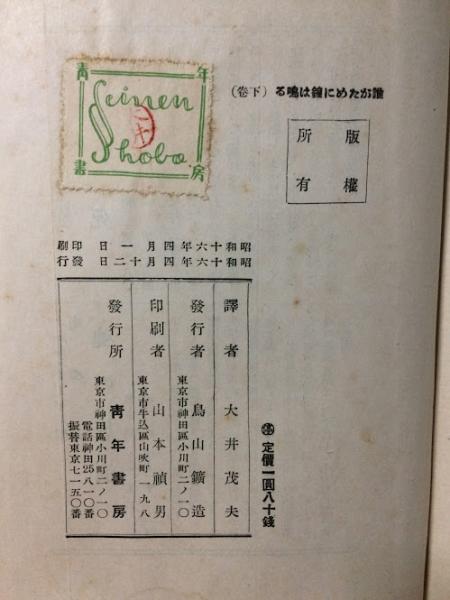 青年
Seinen
Shobo
書房
誰がために鐘は鳴る（下卷）
版權
所有
昭和十六年四月一日印刷
昭和十六年四月十二日發行
譯者 大井茂夫
發行者 鳥山鑛造
東京市神田區小川町二ノ一〇
印刷者 山本禎男
東京市牛込區山吹町一九八
發行所 靑年書房
東京市神田區小川町二ノ一〇
電話神田25八一〇番
振替東京七一五〇番
定價一圓八十錢